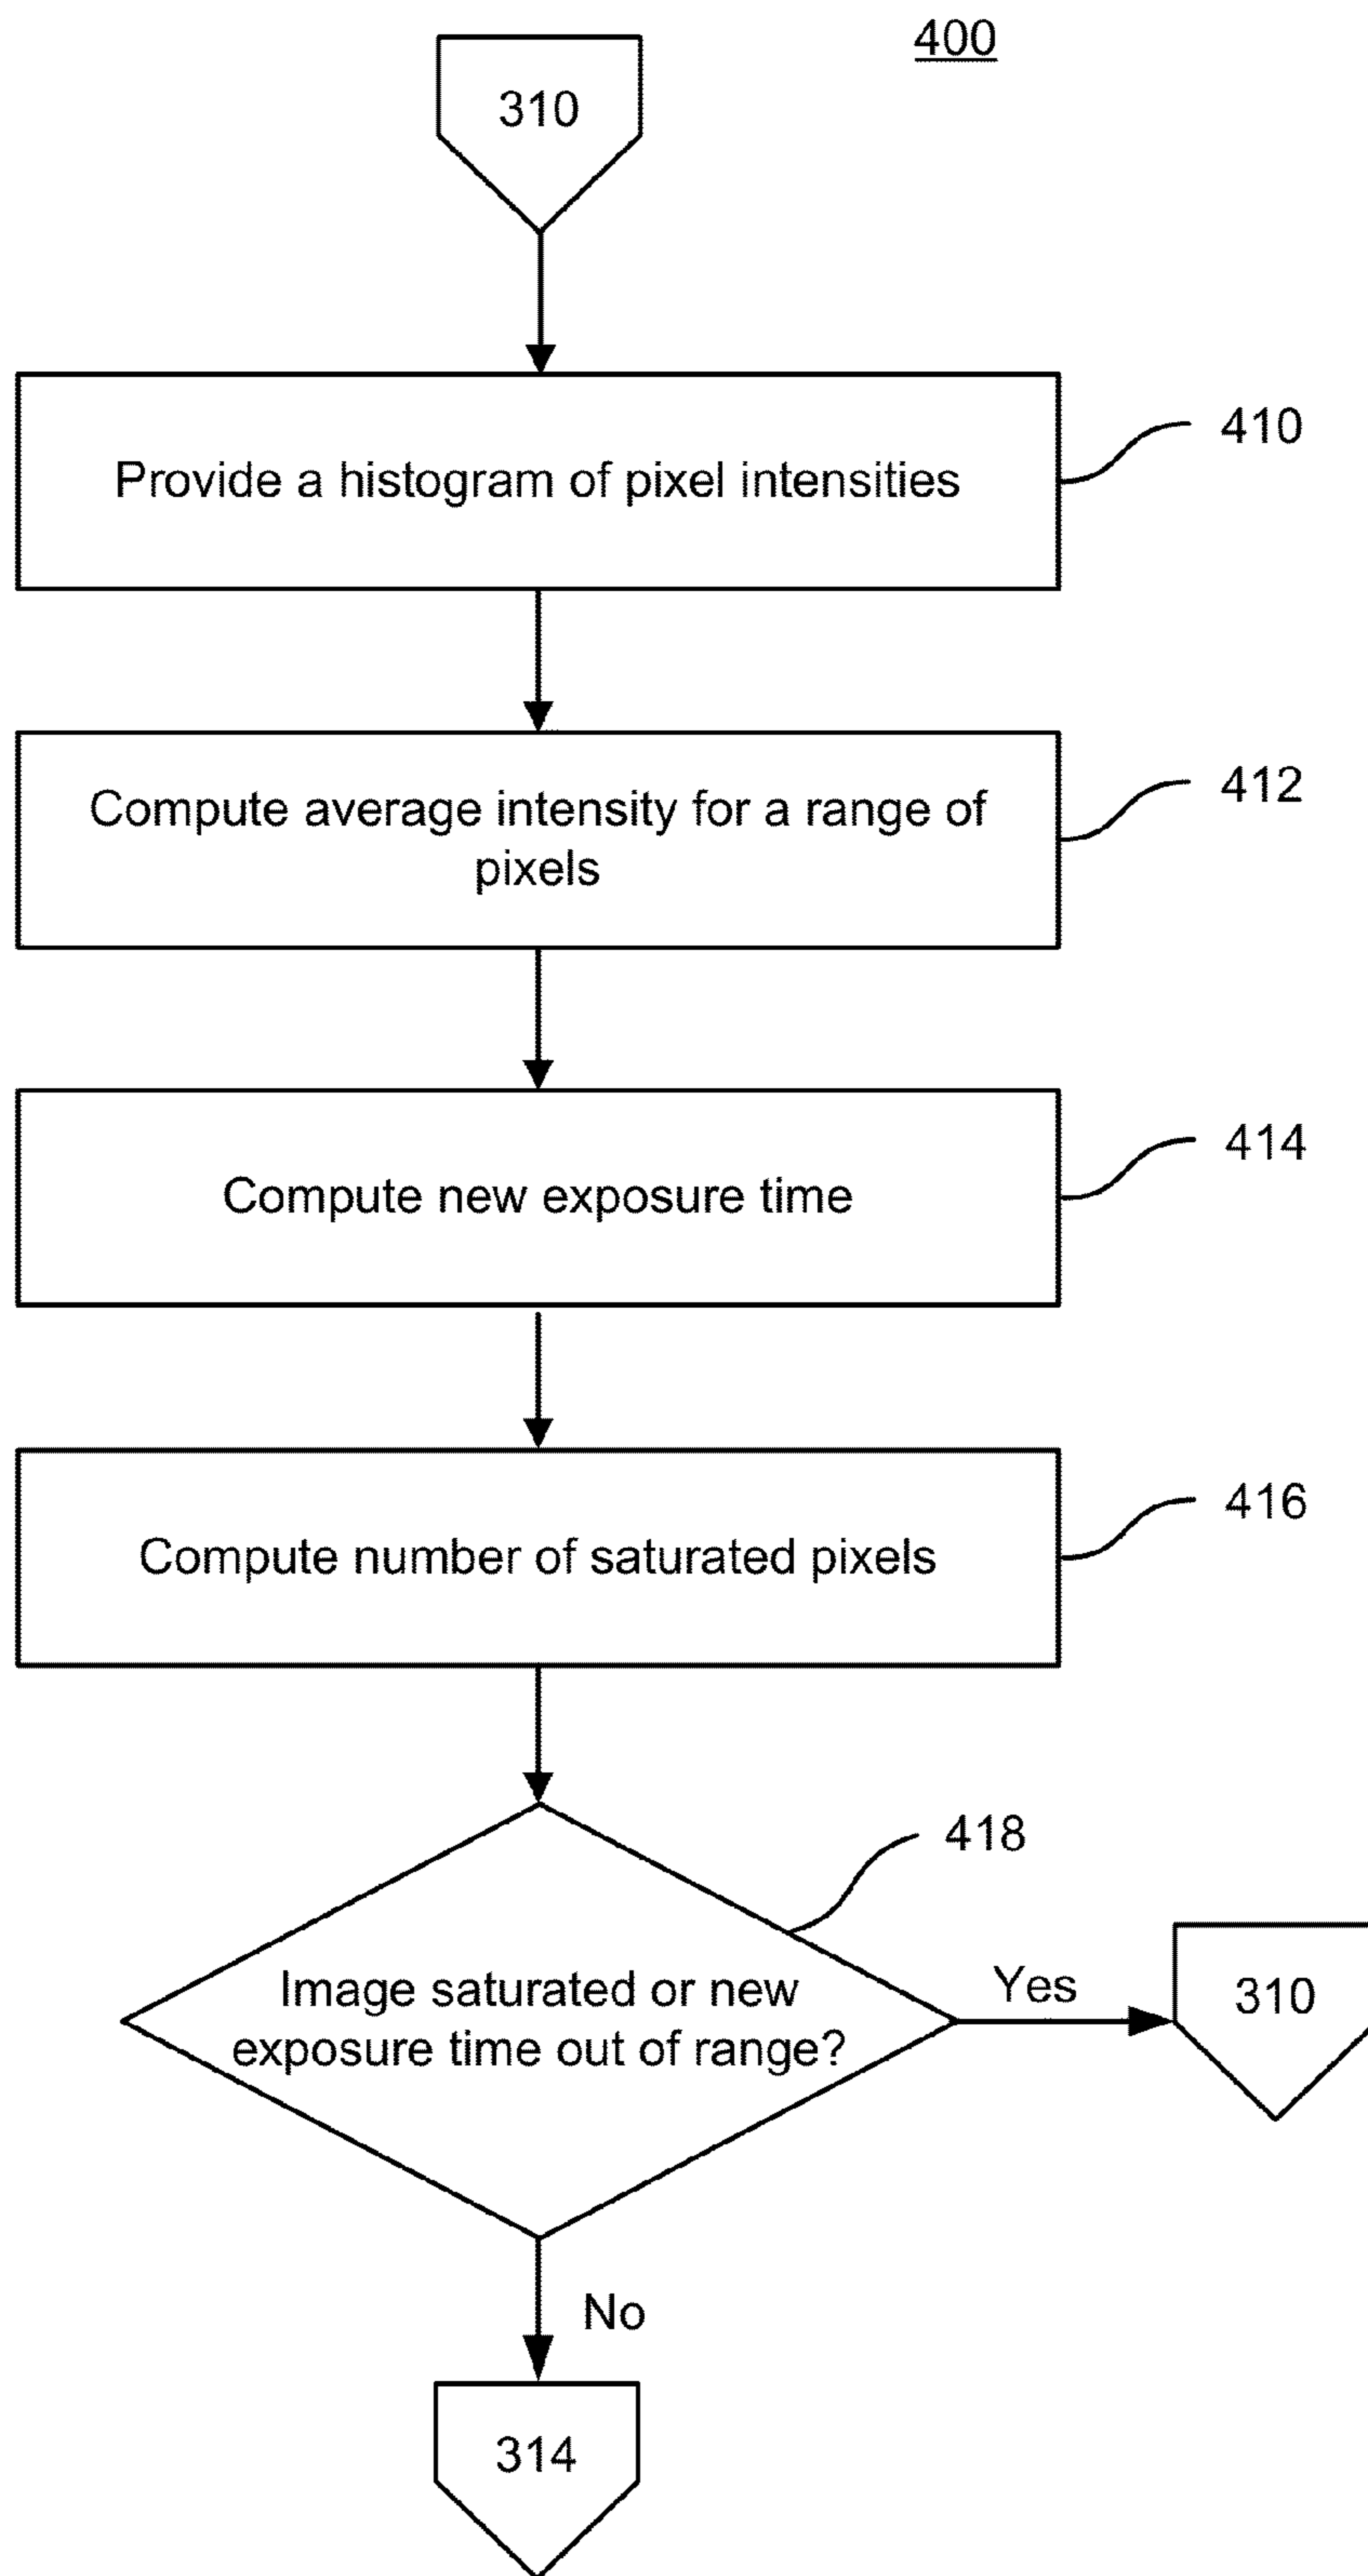 400
310
Provide a histogram of pixel intensities
410
Compute average intensity for a range of
pixels
412
Compute new exposure time
414
Compute number of saturated pixels
416
418
Image saturated or new
exposure time out of range?
Yes
310
No
314